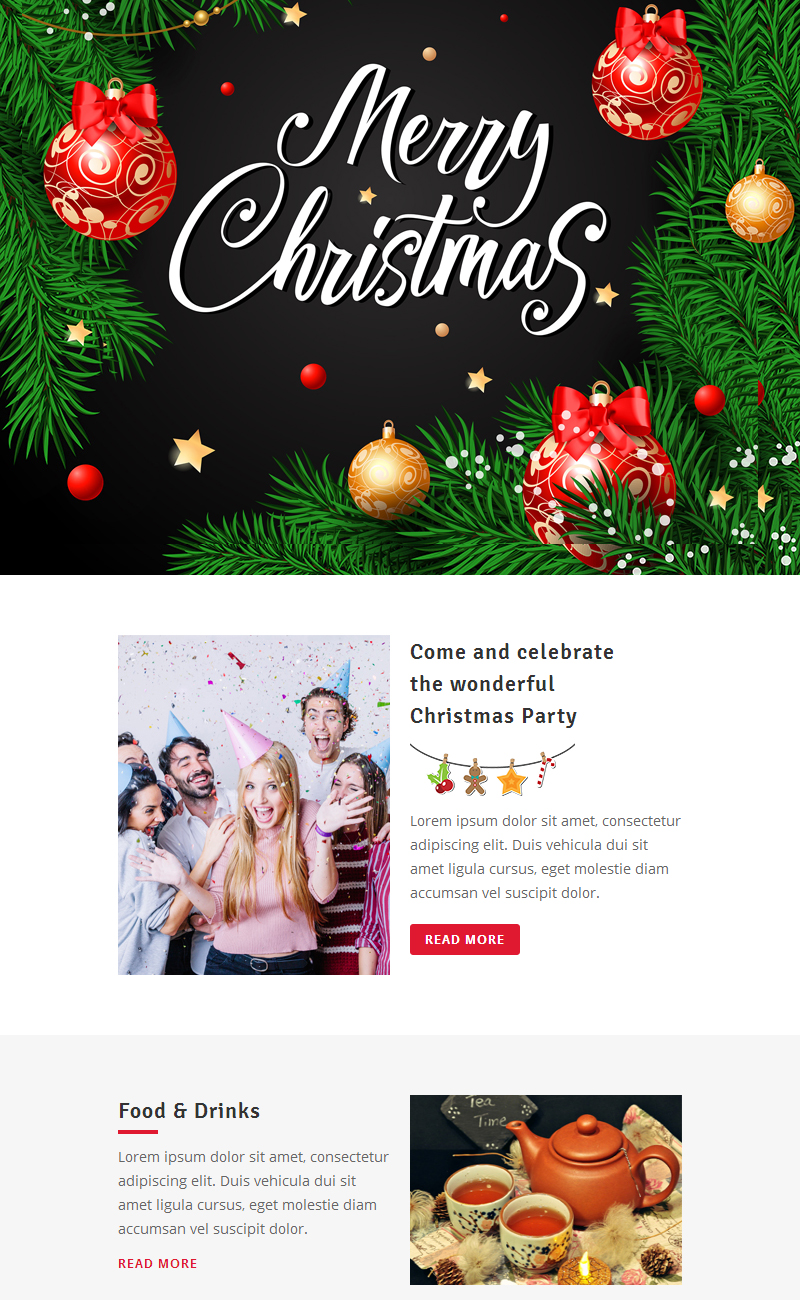 Merry
Christmas
Come and celebrate
the wonderful
Christmas Party
Lorem ipsum dolor sit amet, consectetur
adipiscing elit. Duis vehicula dui sit
amet ligula cursus, eget molestie diam
accumsan vel suscipit dolor.
READ MORE
Food & Drinks
Lorem ipsum dolor sit amet, consectetur
adipiscing elit. Duis vehicula dui sit
amet ligula cursus, eget molestie diam
accumsan vel suscipit dolor.
READ MORE
Tea
Time